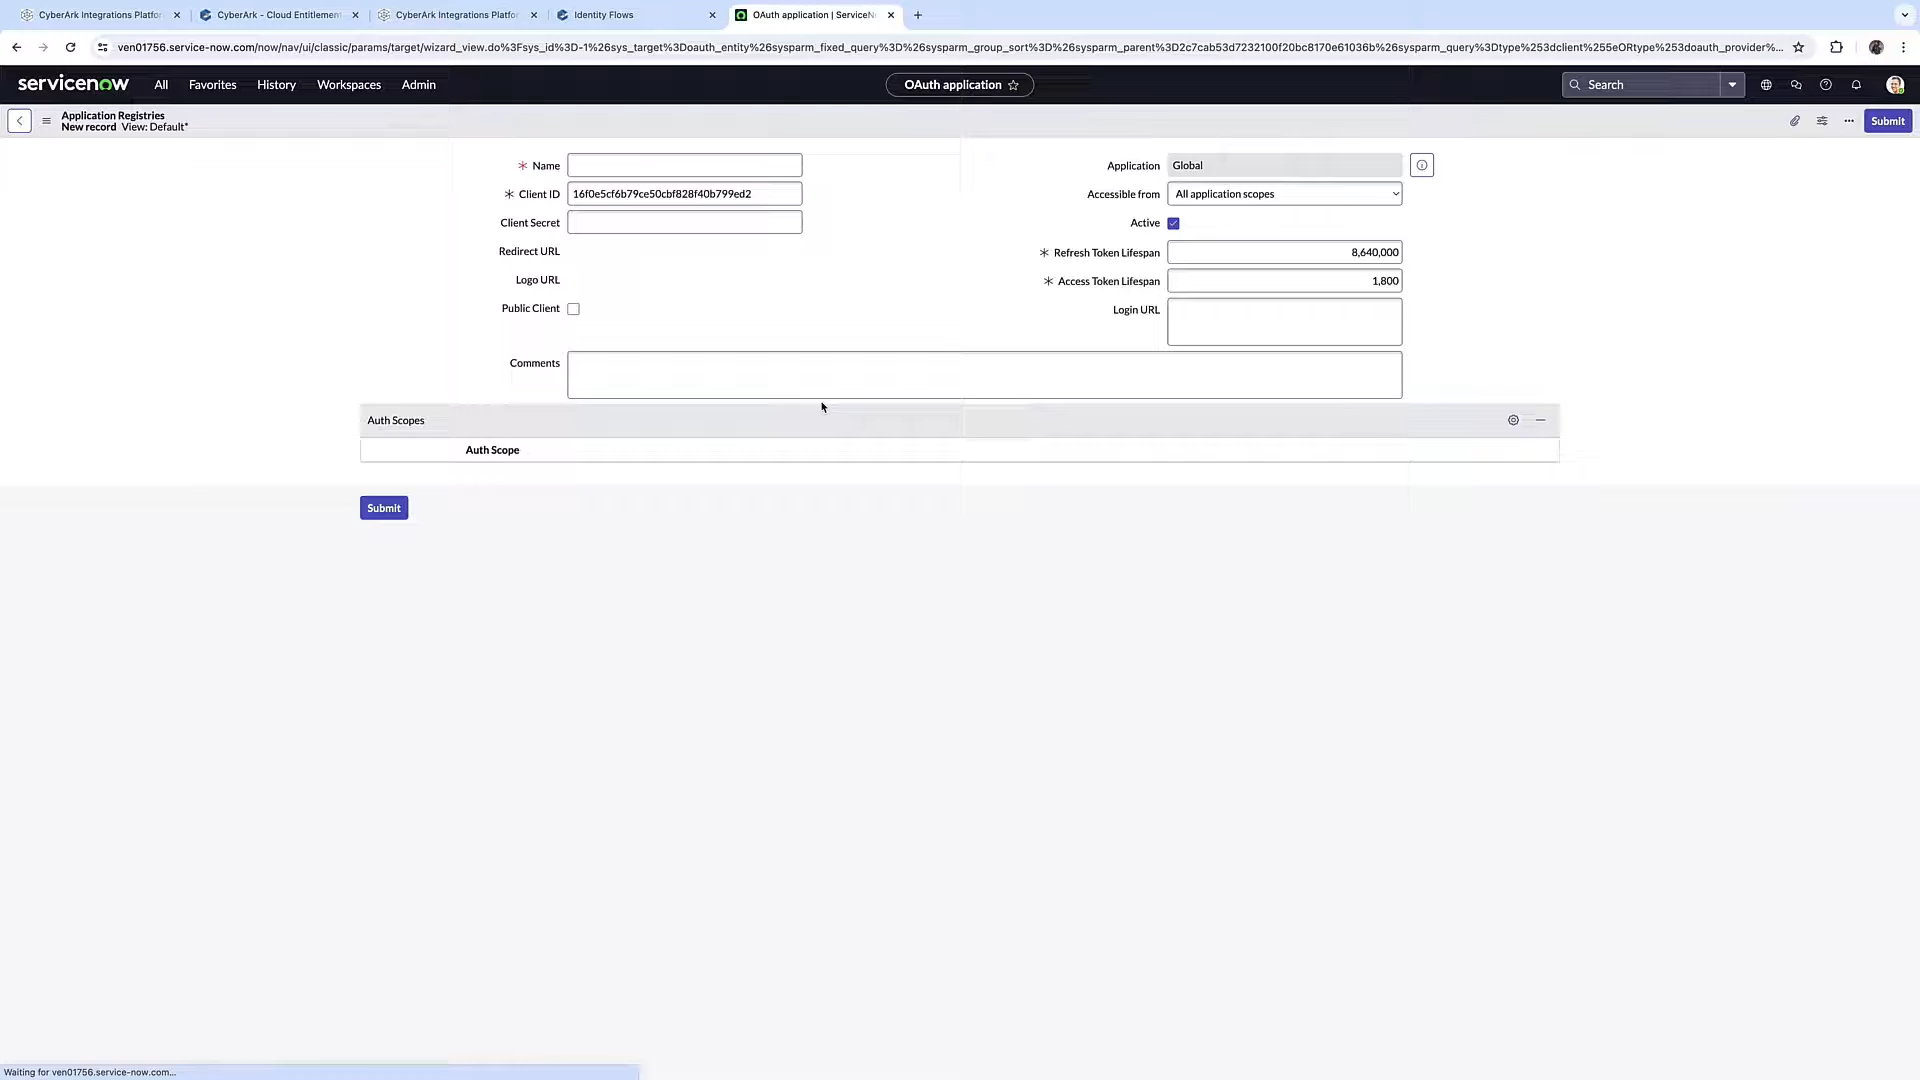 CyberArk Integrations Platfor
CyberArk - Cloud Entitlement
CyberArk Integrations Platfor
Identity Flows
OAuth application | ServiceN
ven01756.service-now.com/now/nav/ui/classic/params/target/wizard_view.do%3Fsys_id%3D-1%26sys_target%3Doauth_entity%26sysparm_fixed_query%3D%26sysparm_group_sort%3D%26sysparm_parent%3D2c7cab53d7232100f20bc8170e61036b%26sysparm_query%3Dtype%253dclient%255eORtype%253doauth_provider%...
servicenow
All
Favorites
History
Workspaces
Admin
OAuth application
Search
Application Registries
New record View: Default*
Submit
* Name
Application
Global
* Client ID
16f0e5cf6b79ce50cbf828f40b799ed2
Accessible from
All application scopes
Client Secret
Active
Redirect URL
* Refresh Token Lifespan
8,640,000
Logo URL
* Access Token Lifespan
1,800
Public Client
Login URL
Comments
Auth Scopes
Auth Scope
Submit
Waiting for ven01756.service-now.com...